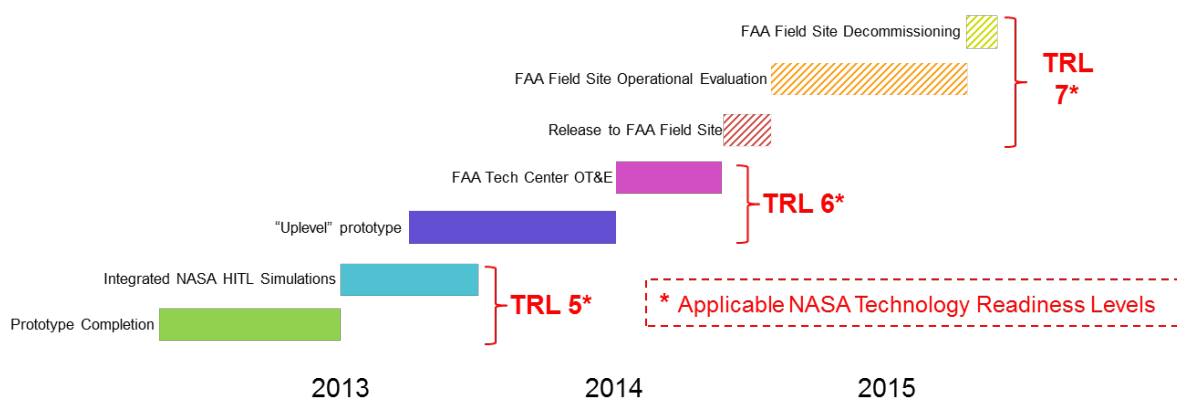 FAA Field Site Decommissioning
TRL
7*
FAA Field Site Operational Evaluation
Release to FAA Field Site
FAA Tech Center OT&E
TRL 6*
“Uplevel” prototype
Integrated NASA HITL Simulations
TRL 5*
* Applicable NASA Technology Readiness Levels
Prototype Completion
2013
2014
2015